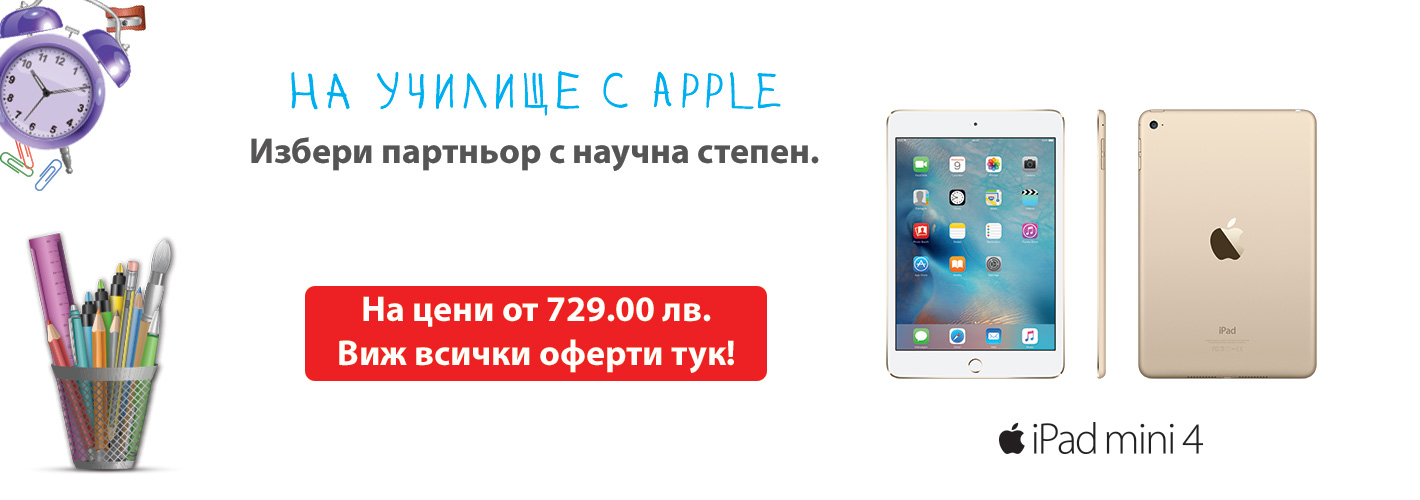 НА УЧИЛИЩЕ С APPLE
Избери партньор с научна степен.
На цени от 729.00 лв.
Виж всички оферти тук!
iPad
iPad mini 4